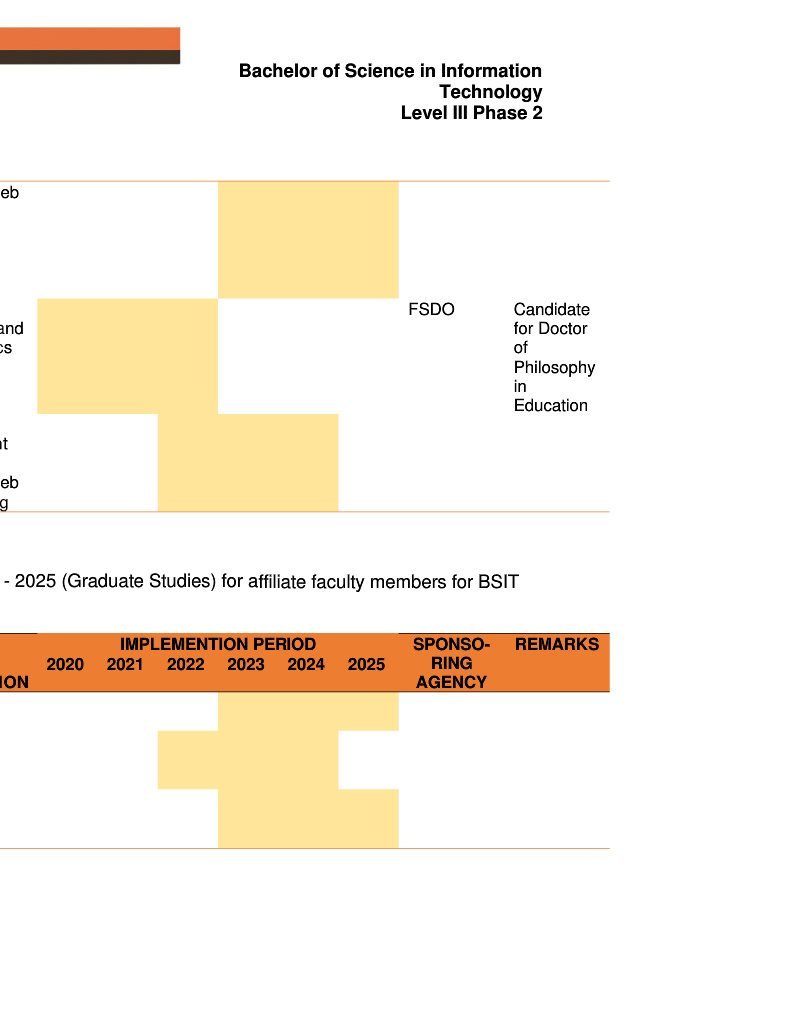 Bachelor of Science in Information
Technology
Level III Phase 2
eb
FSDO
Candidate
and
for Doctor
cs
of
Philosophy
in
Education
nt
eb
g
- 2025 (Graduate Studies) for affiliate faculty members for BSIT
IMPLEMENTION PERIOD
SPONSO-
REMARKS
2020 2021 2022 2023 2024 2025
RING
ION
AGENCY